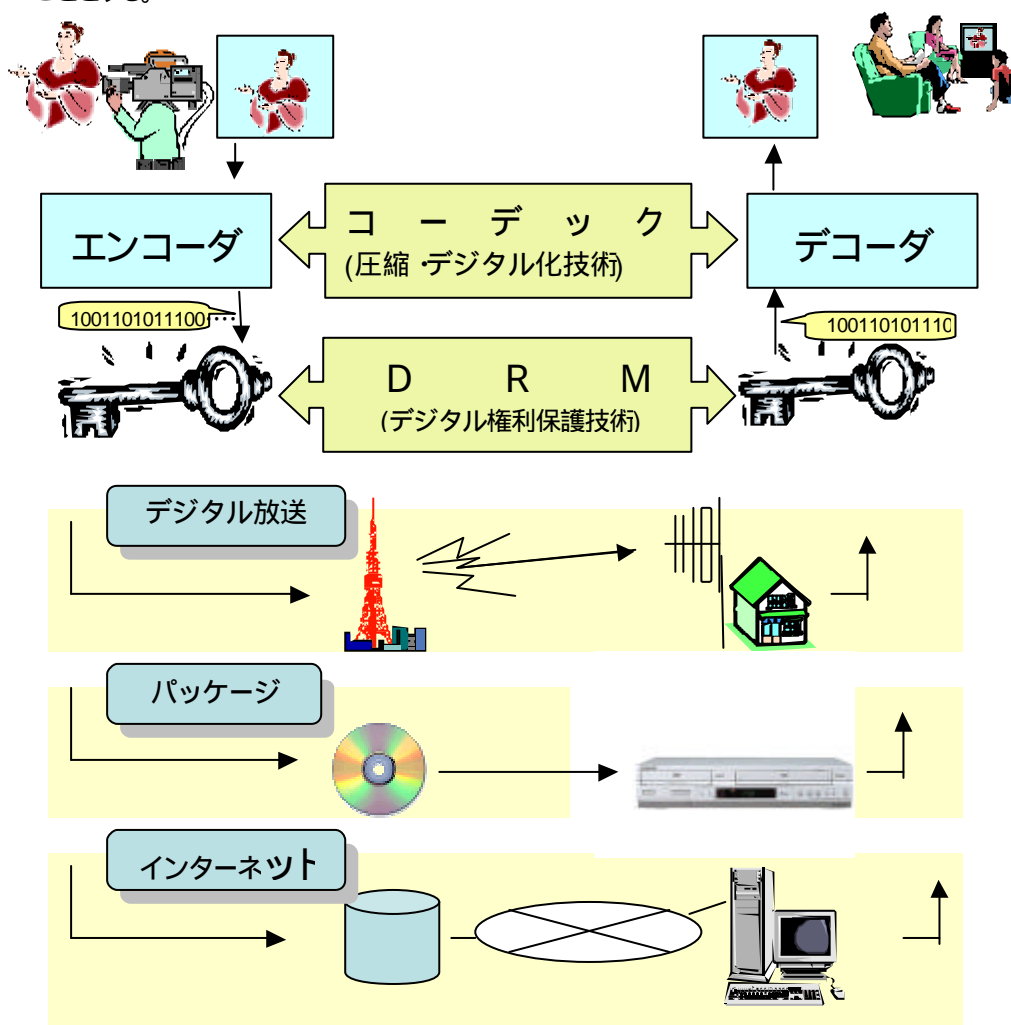 エンコーダ
コーデック
(圧縮・デジタル化技術)
デコーダ
1001101011100····
100110101110
DRM
(デジタル権利保護技術)
デジタル放送
パッケージ
インターネット